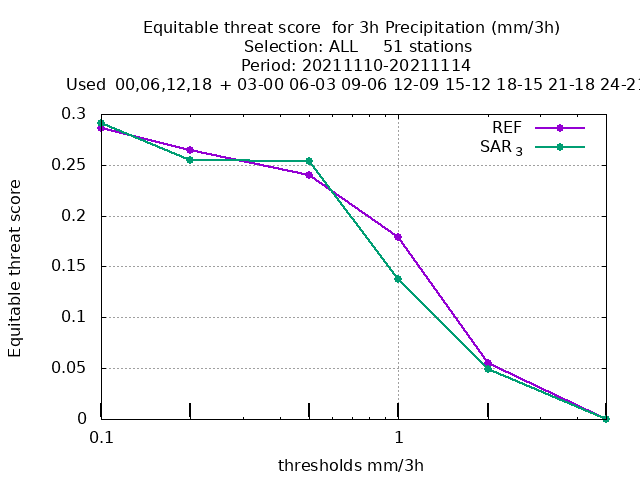 Equitable threat score  for 3h Precipitation (mm/3h)
Selection: ALL     51 stations
Period: 20211110-20211114
Used  00,06,12,18  + 03-00 06-03 09-06 12-09 15-12 18-15 21-18 24-21
REF
SAR 3
0.3
0.25
0.2
0.15
0.1
0.05
0
Equitable threat score
0.1
1
thresholds mm/3h